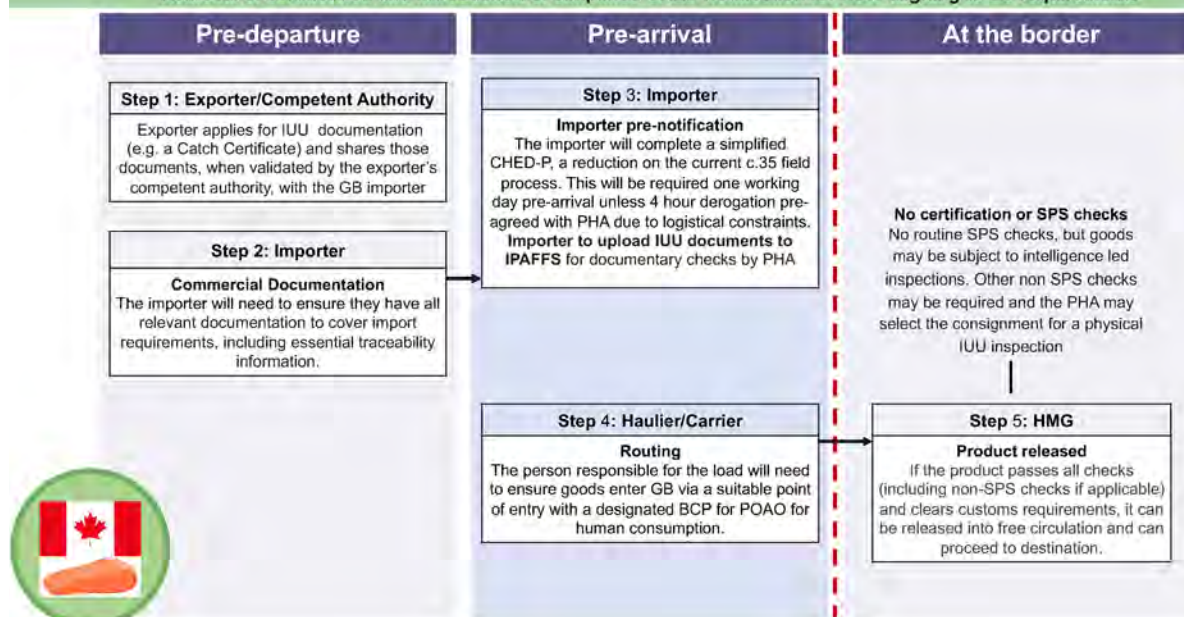 Pre-departure
Pre-arrival
At the border
Step 1: Exporter/Competent Authority
Exporter applies for IUU documentation
(e.g. a Catch Certificate) and shares those
documents, when validated by the exporter's
competent authority, with the GB importer
Step 2: Importer
Commercial Documentation
The importer will need to ensure they have all
relevant documentation to cover import
requirements, including essential traceability
information.
Step 3: Importer
Importer pre-notification
The importer will complete a simplified
CHED-P, a reduction on the current c.35 field
process. This will be required one working
day pre-arrival unless 4 hour derogation pre-
agreed with PHA due to logistical constraints.
Importer to upload IUU documents to
IPAFFS for documentary checks by PHA
Step 4: Haulier/Carrier
Routing
The person responsible for the load will need
to ensure goods enter GB via a suitable point
of entry with a designated BCP for POAO for
human consumption.
No certification or SPS checks
No routine SPS checks, but goods
may be subject to intelligence led
inspections. Other non SPS checks
may be required and the PHA may
select the consignment for a physical
IUU inspection
Step 5: HMG
Product released
If the product passes all checks
(including non-SPS checks if applicable)
and clears customs requirements, it can
be released into free circulation and can
proceed to destination.